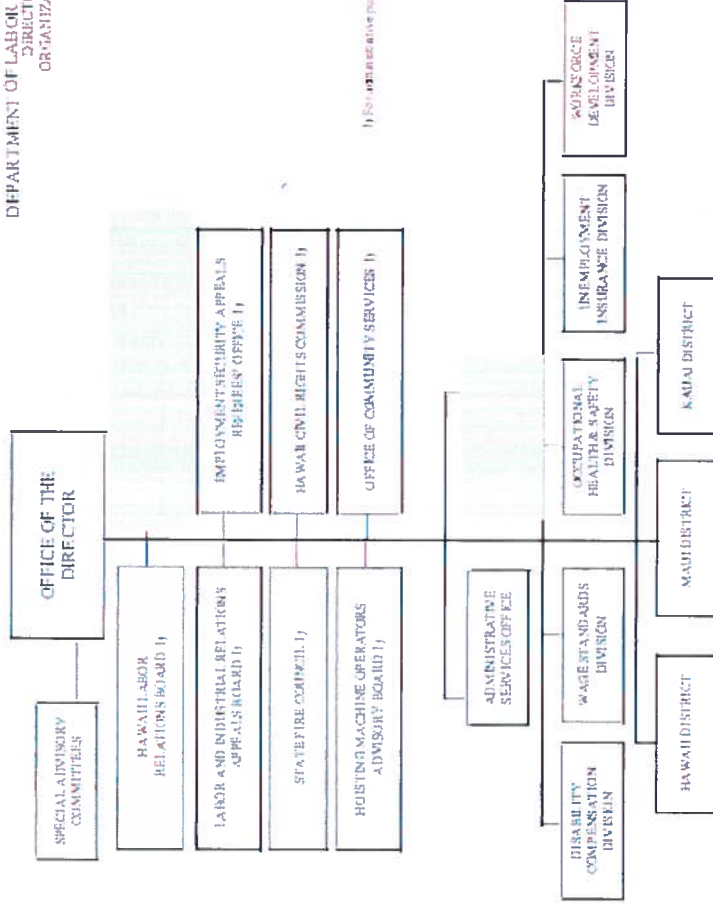 DEPARTMENT OF LABOR
ORGANIZA
OFFICE OF THE
DIRECTOR
SPECIAL ADVISORY
COMMITTEES
HAWAII LABOR
RELATIONS BOARD 1)
LABOR AND INDUSTRIAL RELATIONS
APPEALS BOARD 1)
EMPLOYMENT SECURITY APPEALS
REFEREES' OFFICE 1)
STATE FIRE COUNCIL 1)
HAWAII CIVIL RIGHTS COMMISSION 1)
HOISTING MACHINE OPERATORS
ADVISORY BOARD 1)
OFFICE OF COMMUNITY SERVICES 1)
1) For administrative
ADMINISTRATIVE
SERVICES OFFICE
DISABILITY
COMPENSATION
DIVISION
WAGE STANDARDS
DIVISION
OCCUPATIONAL
HEALTH & SAFETY
DIVISION
UNEMPLOYMENT
INSURANCE DIVISION
WORKFORCE
DEVELOPMENT
DIVISION
HAWAII DISTRICT
MAUI DISTRICT
KAUAI DISTRICT